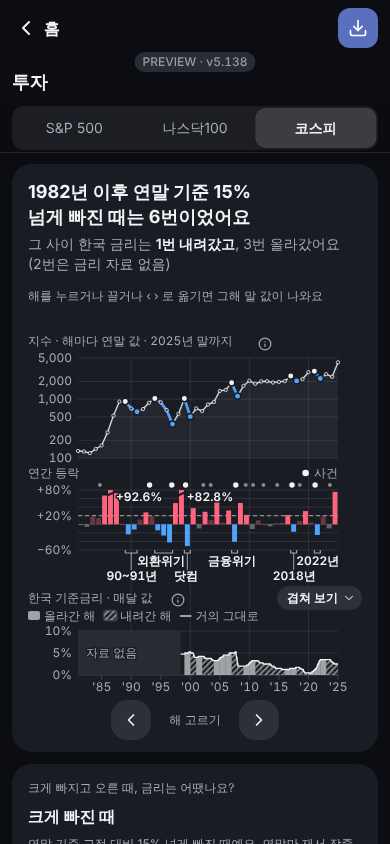 홈
PREVIEW · v5.138
투자
S&P 500
나스닥100
코스피
1982년 이후 연말 기준 15%
넘게 빠진 때는 6번이었어요
그 사이 한국 금리는 1번 내려갔고, 3번 올라갔어요
(2번은 금리 자료 없음)
해를 누르거나 끌거나 ‹ › 로 옮기면 그해 말 값이 나와요
지수 · 해마다 연말 값 · 2025년 말까지
5,000
2,000
1,000
500
200
100
연간 등락
사건
+80%
+20%
−60%
+92.6%
+82.8%
외환위기
금융위기
2022년
90~91년
닷컴
2018년
한국 기준금리 · 매달 값
겹쳐 보기
올라간 해
내려간 해
거의 그대로
10%
5%
0%
자료 없음
'85 '90 '95 '00 '05 '10 '15 '20 '25
해 고르기
크게 빠지고 오른 때, 금리는 어땠나요?
크게 빠진 때